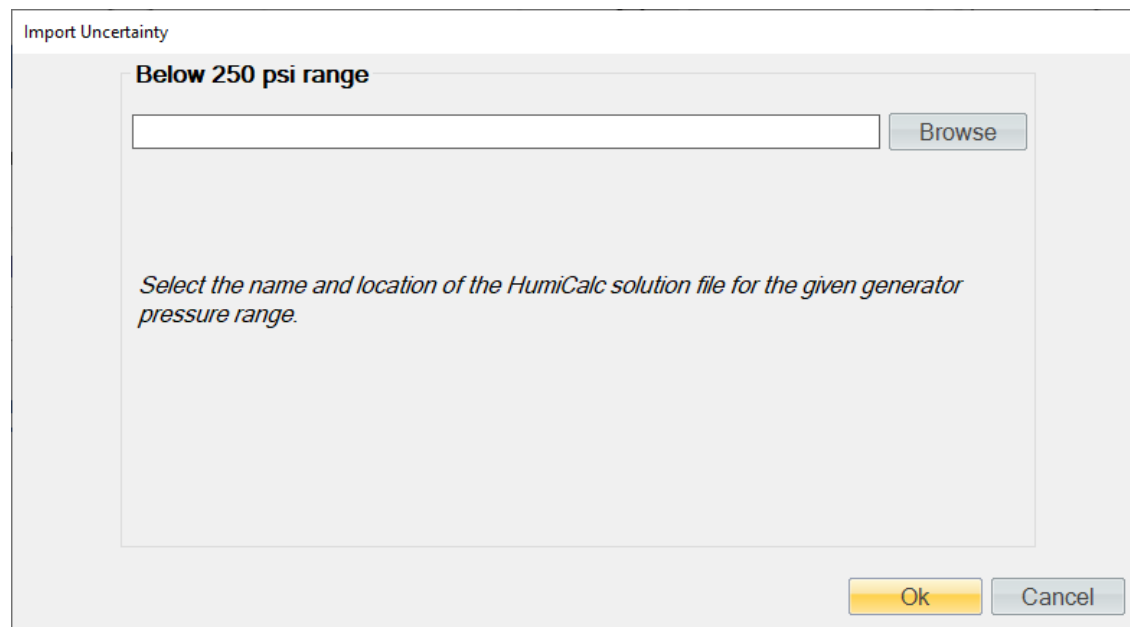 Import Uncertainty
Below 250 psi range
Browse
Select the name and location of the HumiCalc solution file for the given generator
pressure range.
Ok
Cancel